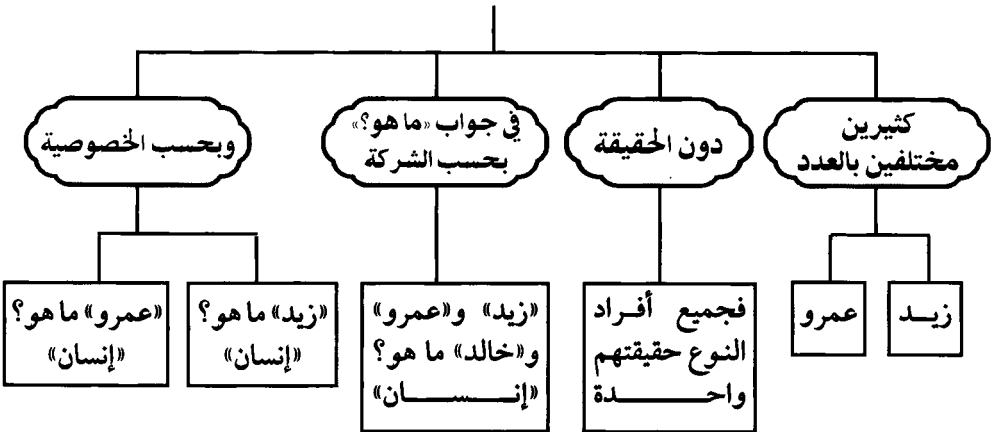 كثيرين
مختلفين بالعدد
دون الحقيقة
في جواب «ما هو؟»
بحسب الشركة
وبحسب الخصوصية
زيد
عمرو
فجميع أفراد
النوع حقيقتهم
واحدة
«زيد» و«عمرو»
و«خالد» ما هو؟
«إنسان»
«زيد» ما هو؟
«إنسان»
«عمرو» ما هو؟
«إنسان»